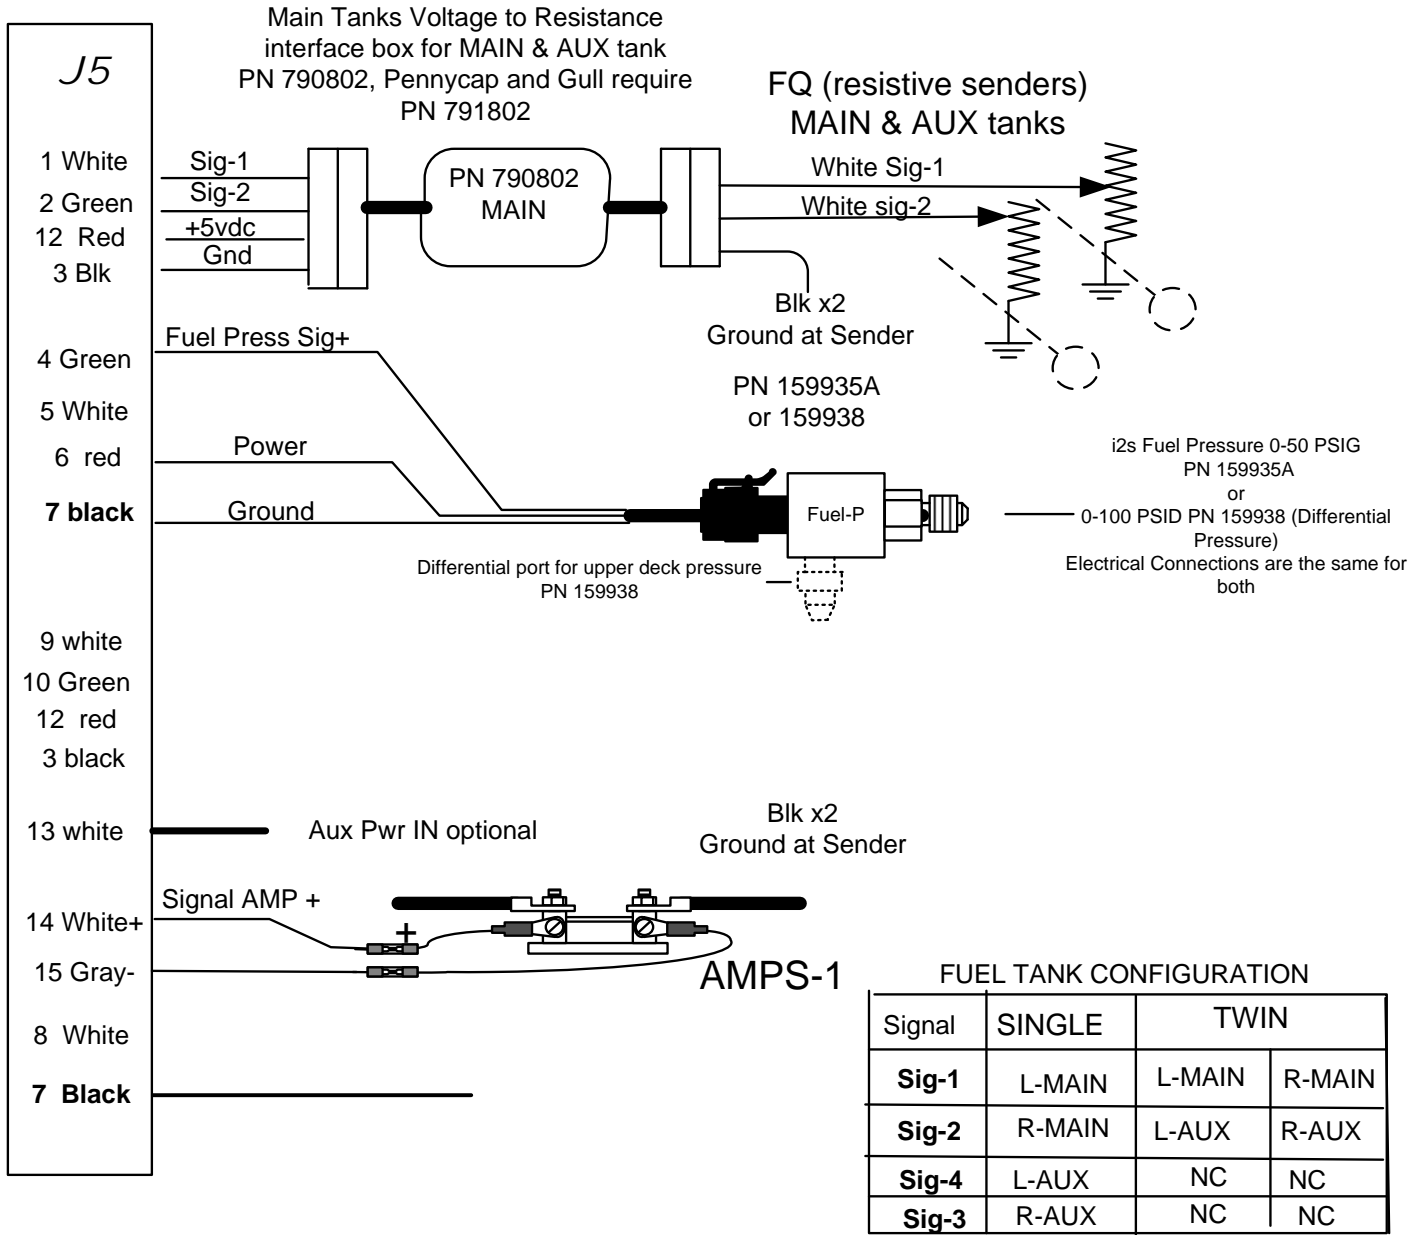 Main Tanks Voltage to Resistance
interface box for MAIN & AUX tank
PN 790802, Pennycap and Gull require
PN 791802
J5
FQ (resistive senders)
MAIN & AUX tanks
1 White
Sig-1
2 Green
Sig-2
12 Red
+5vdc
3 Blk
Gnd
PN 790802
MAIN
White Sig-1
White sig-2
Blk x2
Ground at Sender
4 Green
Fuel Press Sig+
5 White
6 red
Power
7 black
Ground
PN 159935A
or 159938
Fuel-P
i2s Fuel Pressure 0-50 PSIG
PN 159935A
or
0-100 PSID PN 159938 (Differential
Pressure)
Electrical Connections are the same for
both
Differential port for upper deck pressure
PN 159938
9 white
10 Green
12 red
3 black
13 white
Aux Pwr IN optional
Blk x2
Ground at Sender
14 White+
Signal AMP +
+
15 Gray-
AMPS-1
8 White
7 Black
FUEL TANK CONFIGURATION
Signal SINGLE TWIN
Sig-1 L-MAIN L-MAIN R-MAIN
Sig-2 R-MAIN L-AUX R-AUX
Sig-4 L-AUX NC NC
Sig-3 R-AUX NC NC